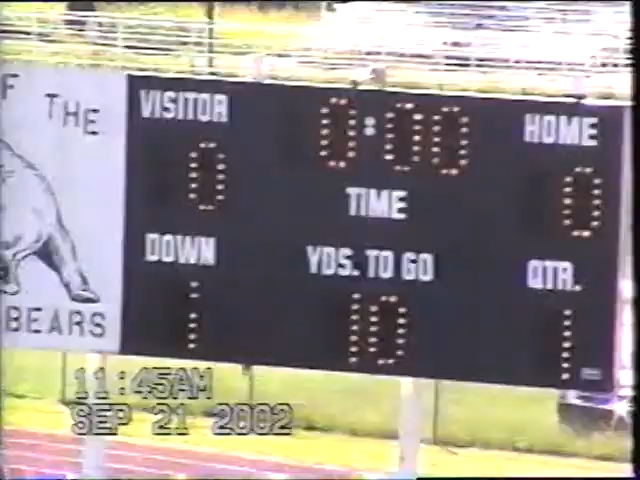 F THE
BEARS
VISITOR 0:00 HOME
0 0
TIME
DOWN YDS. TO GO QTR.
1 10 1
11:45AM
SEP 21 2002